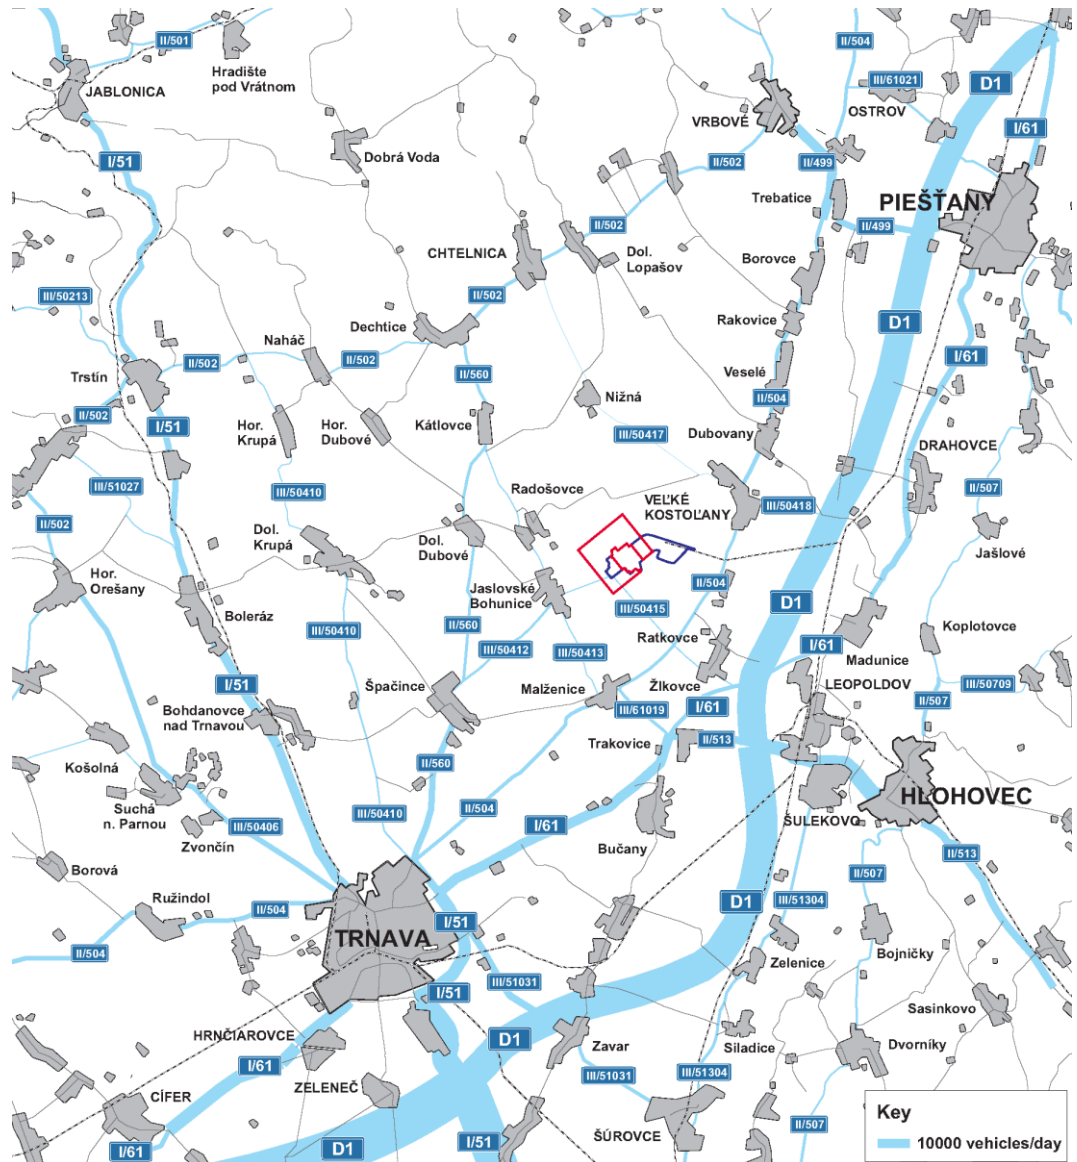 II/501
II/504
Hradište
pod Vrátnom
III/61021
D1
JABLONICA
OSTROV
VRBOVÉ
I/61
I/51
Dobrá Voda
II/502
II/499
Trebatice
PIEŠŤANY
II/502
II/499
CHTELNICA
Dol.
Lopašov
Borovce
III/50213
II/502
Dechtice
Rakovice
D1
Naháč
II/502
II/502
I/61
Trstín
II/560
Veselé
Nižná
II/504
II/502
I/51
Hor.
Krupá
Hor.
Dubové
Kátlovce
III/50417
Dubovany
DRAHOVCE
III/51027
Radošovce
II/507
III/50410
VEĽKÉ
KOSTOĽANY
III/50418
II/502
Dol.
Krupá
Dol.
Dubové
Jašlové
Hor.
Orešany
Jaslovské
Bohunice
II/504
D1
Boleráz
III/50415
II/560
Koplotovce
III/50410
Ratkovce
I/61
III/50412
III/50413
Madunice
I/51
Špačince
Malženice
Žlkovce
LEOPOLDOV
III/50709
Bohdanovce
nad Trnavou
III/61019
I/61
II/507
Trakovice
II/513
Košolná
II/560
Suchá
n. Parnou
HLOHOVEC
II/504
III/50410
ŠULEKOVO
III/50406
I/61
Zvončín
Bučany
II/513
Borová
II/507
Ružindol
D1
III/51304
II/504
I/51
TRNAVA
II/504
Bojničky
Zelenice
III/51031
I/51
Sasinkovo
HRNČIAROVCE
D1
Zavar
Siladice
Dvorníky
I/61
III/51304
III/51031
ZELENEČ
CÍFER
Key
II/507
ŠÚROVCE
I/51
10000 vehicles/day
D1
I/61